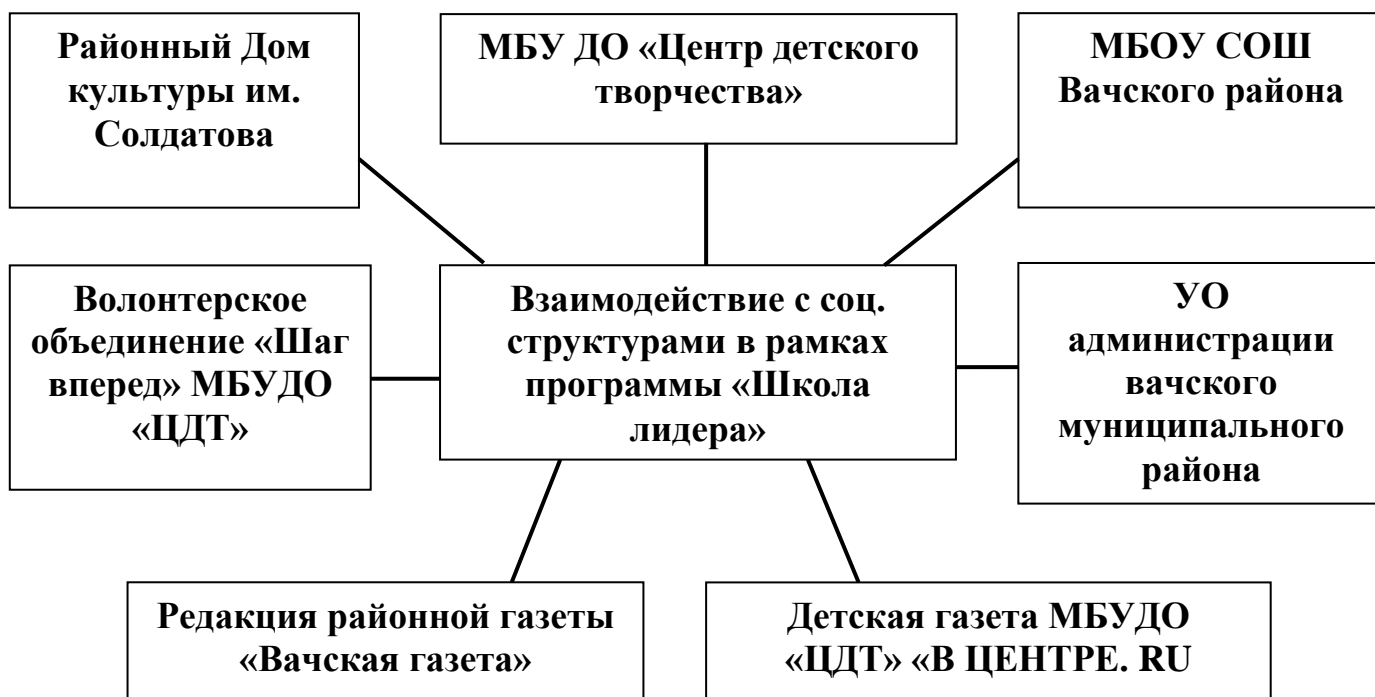 Районный Дом
культуры им.
Солдатова
МБУ ДО «Центр детского
творчества»
МБОУ СОШ
Вачского района
Волонтерское
объединение «Шаг
вперед» МБУДО
«ЦДТ»
Взаимодействие с соц.
структурами в рамках
программы «Школа
лидера»
УО
администрации
вачского
муниципального
района
Редакция районной газеты
«Вачская газета»
Детская газета МБУДО
«ЦДТ» «В ЦЕНТРЕ. RU